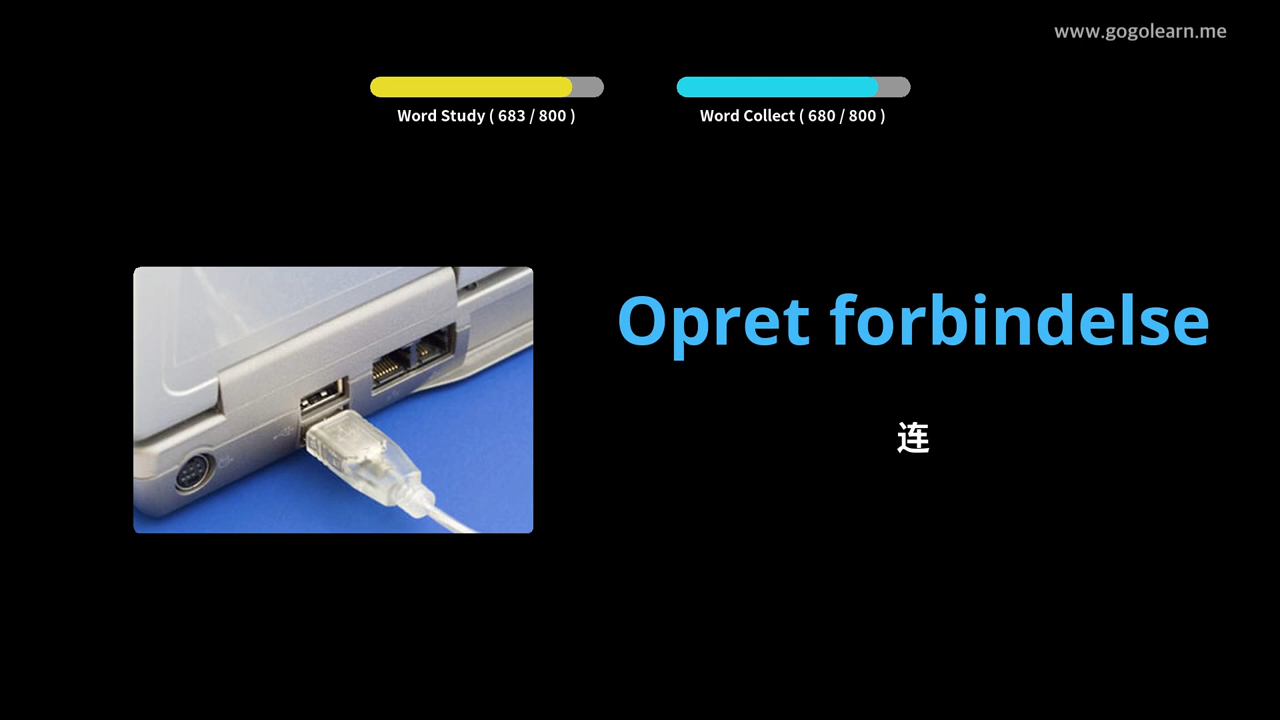 www.gogolearn.me
Word Study ( 683 / 800 )
Word Collect ( 680 / 800 )
Opret forbindelse
连